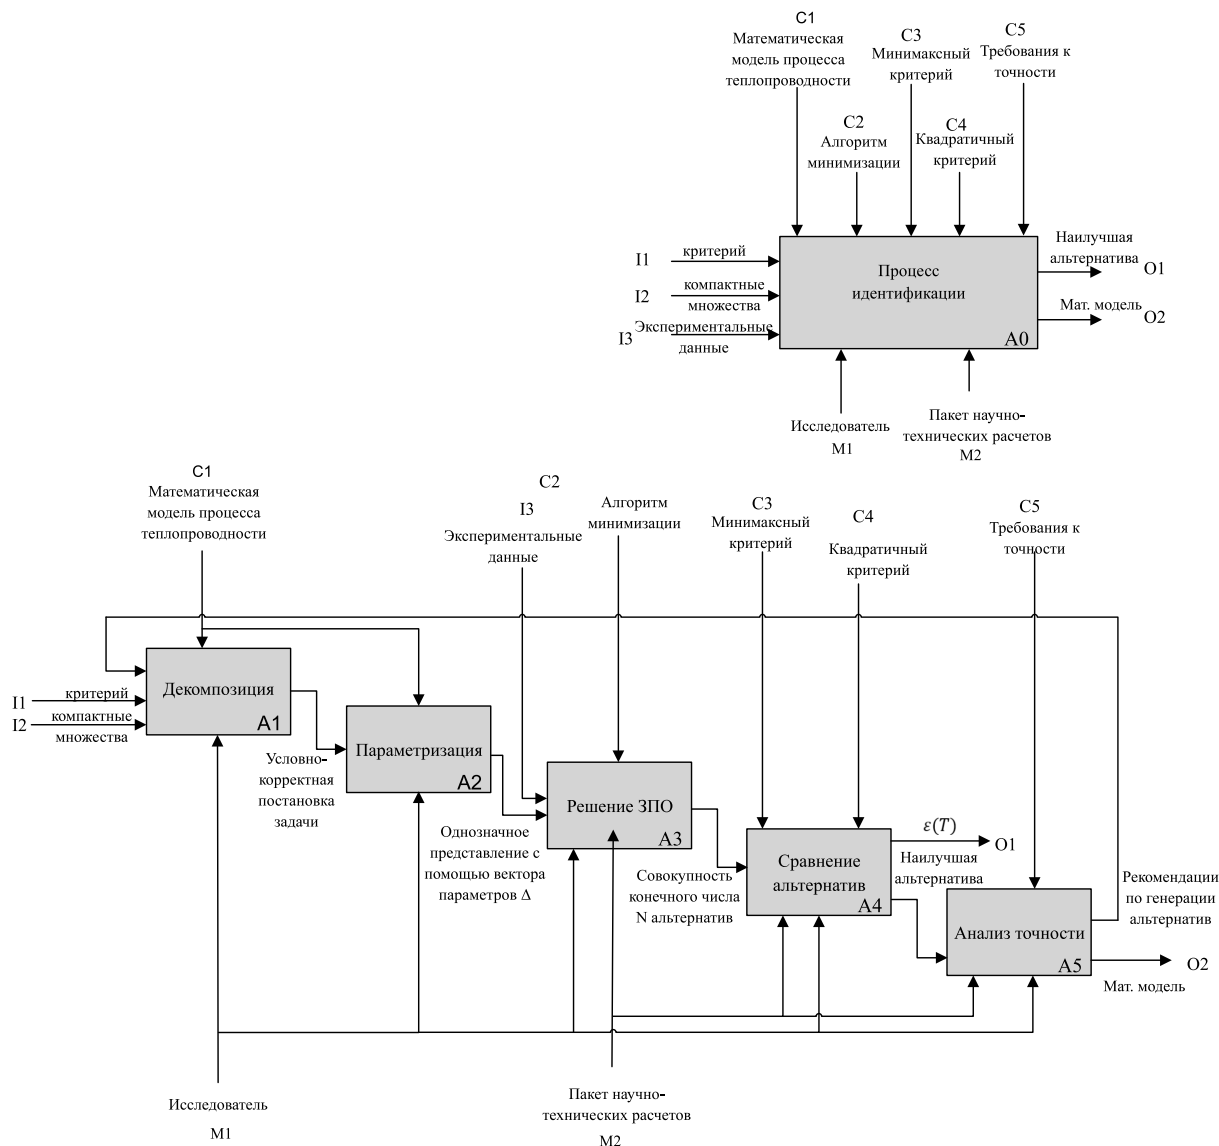 C1
Математическая
модель процесса
теплопроводности
C3
Минимаксный
критерий
C5
Требования к
точности
C2
Алгоритм
минимизации
C4
Квадратичный
критерий
I1
критерий
I2
компактные
множества
I3
Экспериментальные
данные
Процесс
идентификации
A0
Наилучшая
альтернатива
O1
Мат. модель
O2
Исследователь
M1
Пакет научно-
технических расчетов
M2
C1
Математическая
модель процесса
теплопроводности
C2
I3
Экспериментальные
данные
Алгоритм
минимизации
C3
Минимаксный
критерий
C4
Квадратичный
критерий
C5
Требования к
точности
I1
критерий
I2
компактные
множества
Декомпозиция
A1
Условно-
корректная
постановка
задачи
Параметризация
A2
Однозначное
представление с
помощью вектора
параметров Δ
Решение ЗПО
A3
Совокупность
конечного числа
N альтернатив
Сравнение
альтернатив
A4
ε(T)
O1
Наилучшая
альтернатива
Анализ точности
A5
Рекомендации
по генерации
альтернатив
O2
Мат. модель
Исследователь
M1
Пакет научно-
технических расчетов
M2